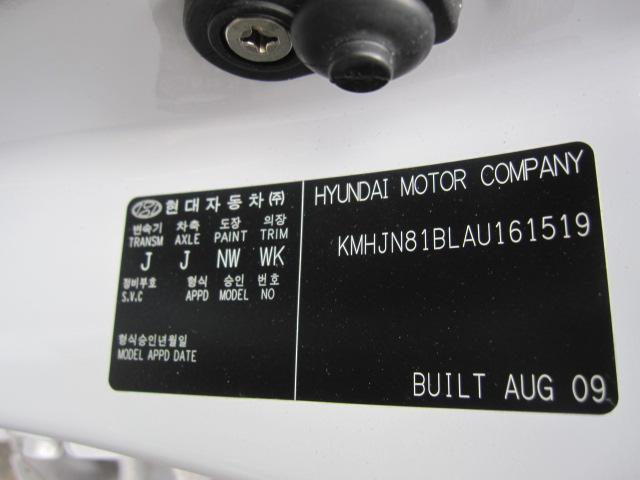 현대자동차(주)
변속기 차축 도장 의장
TRANSM AXLE PAINT TRIM
J J NW WK
정비부호 형식 승인 번호
S.V.C APPD MODEL NO
형식승인년월일
MODEL APPD DATE
HYUNDAI MOTOR COMPANY
KMHJN81BLAU161519
BUILT AUG 09